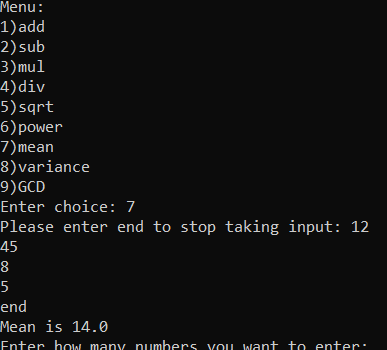 Menu:
1)add
2)sub
3)mul
4)div
5)sqrt
6)power
7)mean
8)variance
9)GCD
Enter choice: 7
Please enter end to stop taking input: 12
45
8
5
end
Mean is 14.0
Enter how many numbers you want to enter: